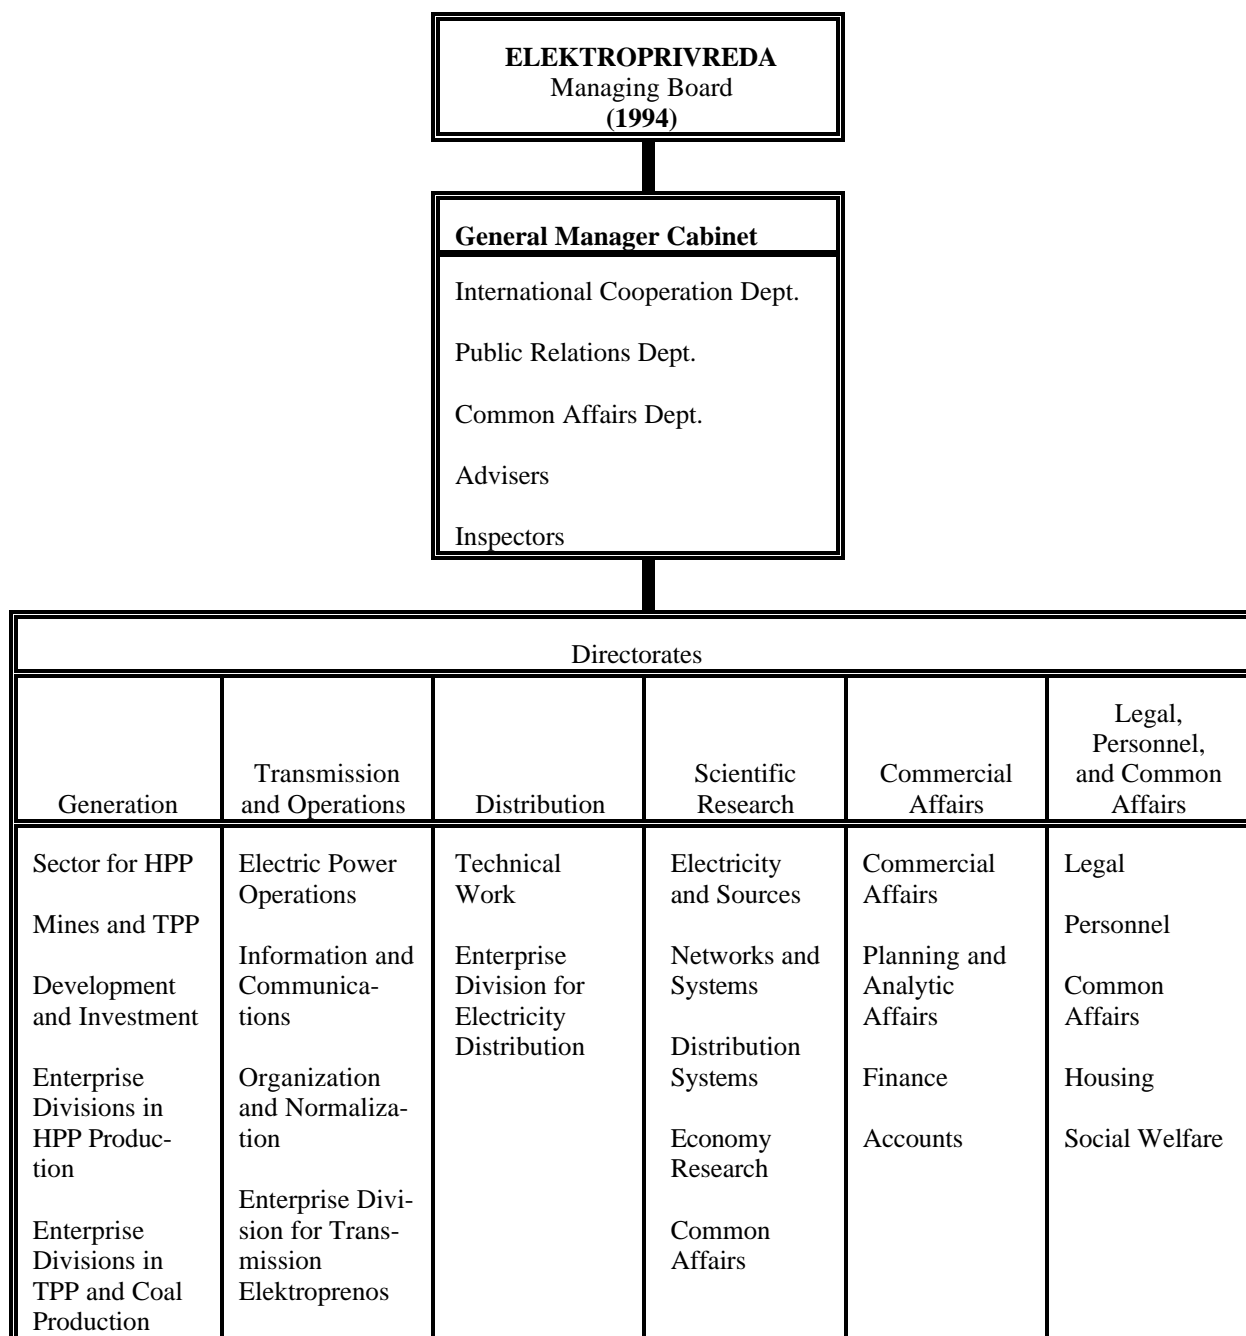 ELEKTROPRIVREDA
Managing Board
(1994)
General Manager Cabinet
International Cooperation Dept.
Public Relations Dept.
Common Affairs Dept.
Advisers
Inspectors
Directorates
Generation
Transmission
and Operations
Distribution
Scientific
Research
Commercial
Affairs
Legal,
Personnel,
and Common
Affairs
Sector for HPP
Mines and TPP
Development
and Investment
Enterprise
Divisions in
HPP Produc-
tion
Enterprise
Divisions in
TPP and Coal
Production
Electric Power
Operations
Information and
Communica-
tions
Organization
and Normaliza-
tion
Enterprise Divi-
sion for Trans-
mission
Elektroprenos
Technical
Work
Enterprise
Division for
Electricity
Distribution
Electricity
and Sources
Networks and
Systems
Distribution
Systems
Economy
Research
Common
Affairs
Commercial
Affairs
Planning and
Analytic
Affairs
Finance
Accounts
Legal
Personnel
Common
Affairs
Housing
Social Welfare